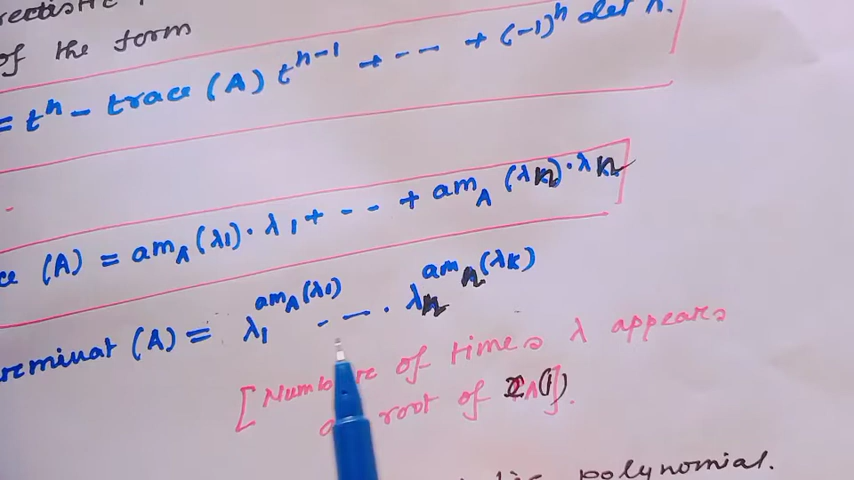 of the form
= tⁿ - trace (A) tⁿ⁻¹ + -- - + (-1)ⁿ det A.
(A) = am_A(λ1)· λ1 + - - + am_A (λk)· λk
(A) = λ1^am_A(λ1) - - - . λk^am_A(λk)
[Number of times λ appears
root of
polynomial.